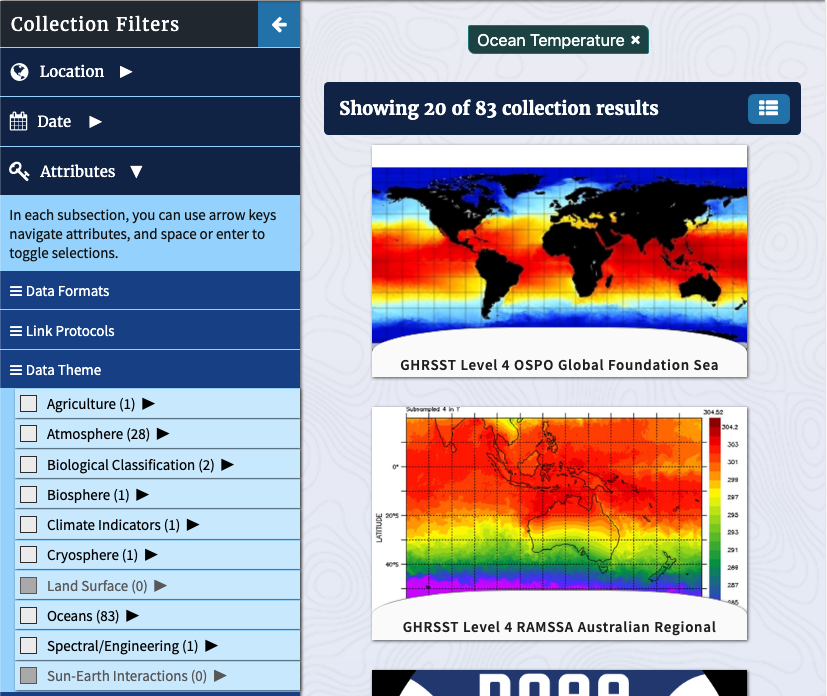 Collection Filters
Location
Date
Attributes
In each subsection, you can use arrow keys
navigate attributes, and space or enter to
toggle selections.
Data Formats
Link Protocols
Data Theme
Agriculture (1)
Atmosphere (28)
Biological Classification (2)
Biosphere (1)
Climate Indicators (1)
Cryosphere (1)
Land Surface (0)
Oceans (83)
Spectral/Engineering (1)
Sun-Earth Interactions (0)
Ocean Temperature ×
Showing 20 of 83 collection results
GHRSST Level 4 OSPO Global Foundation Sea
Subsampled 4 in Y
304.52
304.2
303
301
299
297
295
293
291
289
287
0°
20°S
40°S
LATITUDE
GHRSST Level 4 RAMSSA Australian Regional